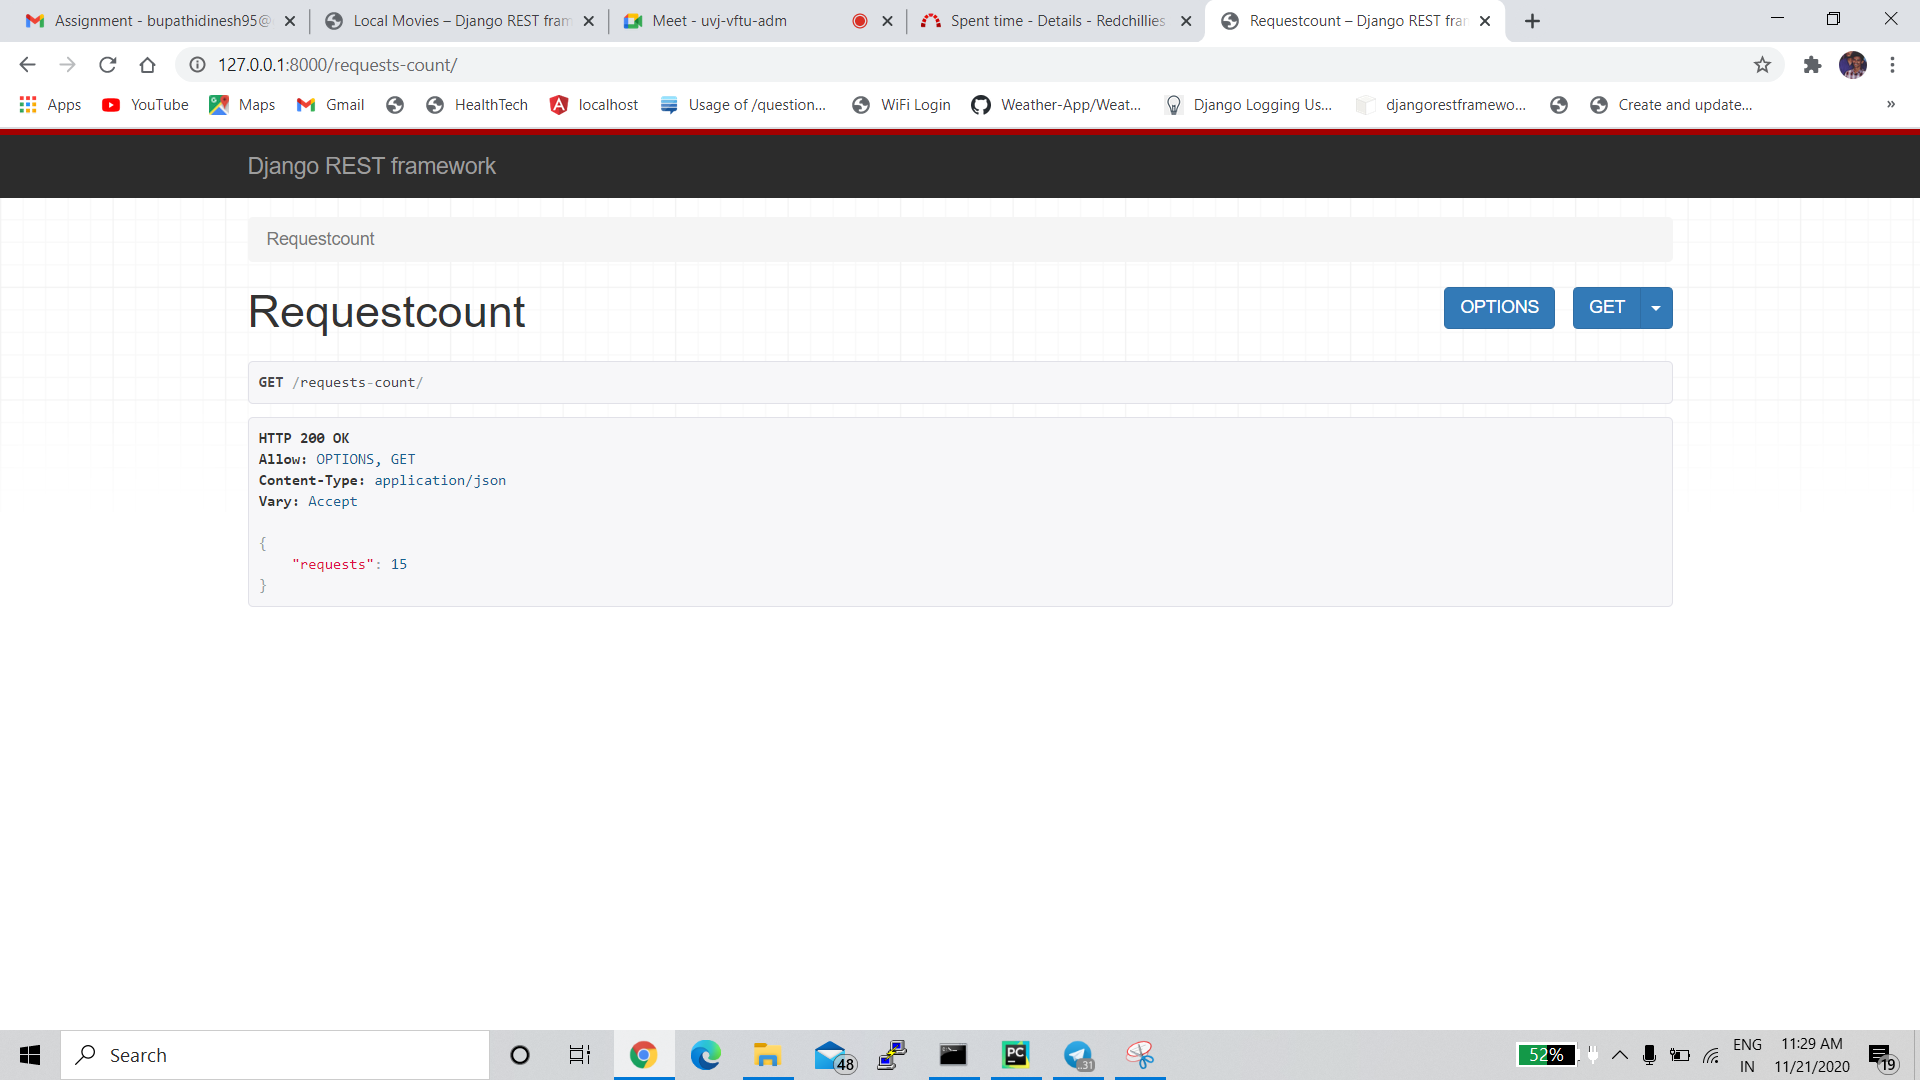 Assignment - bupathidinesh95@
Local Movies – Django REST fram
Meet - uvj-vftu-adm
Spent time - Details - Redchillies
Requestcount – Django REST fra
127.0.0.1:8000/requests-count/
Apps
YouTube
Maps
Gmail
HealthTech
localhost
Usage of /question...
WiFi Login
Weather-App/Weat...
Django Logging Us...
djangorestframewo...
Create and update...
»
Django REST framework
Requestcount
Requestcount
OPTIONS
GET
GET /requests-count/
HTTP 200 OK
Allow: OPTIONS, GET
Content-Type: application/json
Vary: Accept
{
"requests": 15
}
Search
48
PC
31
52%
ENG
IN
11:29 AM
11/21/2020
19